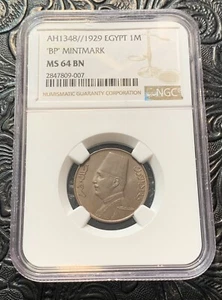 AH1348//1929 EGYPT 1M
'BP' MINTMARK
MS 64 BN
2847809-007
NUMISMATIC GUARANTY CORPORATION
NGC